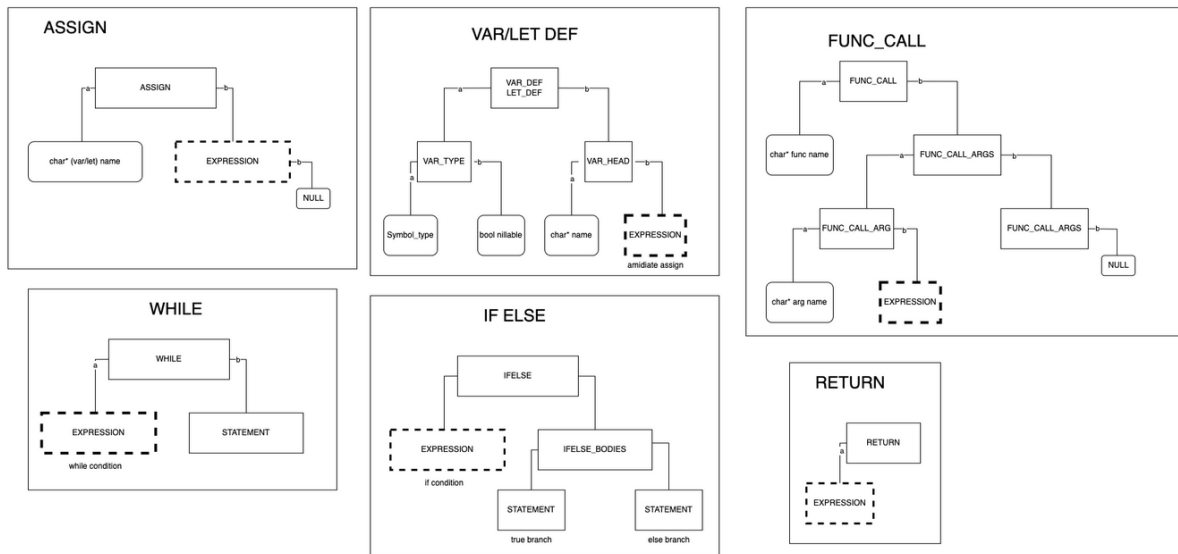 ASSIGN
ASSIGN
a
b
char* (var/let) name
EXPRESSION
b
NULL
VAR/LET DEF
VAR_DEF
LET_DEF
a
b
VAR_TYPE
VAR_HEAD
a
b
a
b
Symbol_type
bool nillable
char* name
EXPRESSION
amidiate assign
FUNC_CALL
FUNC_CALL
a
b
char* func name
FUNC_CALL_ARGS
a
b
FUNC_CALL_ARG
FUNC_CALL_ARGS
a
b
b
NULL
char* arg name
EXPRESSION
WHILE
WHILE
a
b
EXPRESSION
STATEMENT
while condition
IF ELSE
IFELSE
EXPRESSION
IFELSE_BODIES
if condition
STATEMENT
STATEMENT
true branch
else branch
RETURN
RETURN
a
EXPRESSION